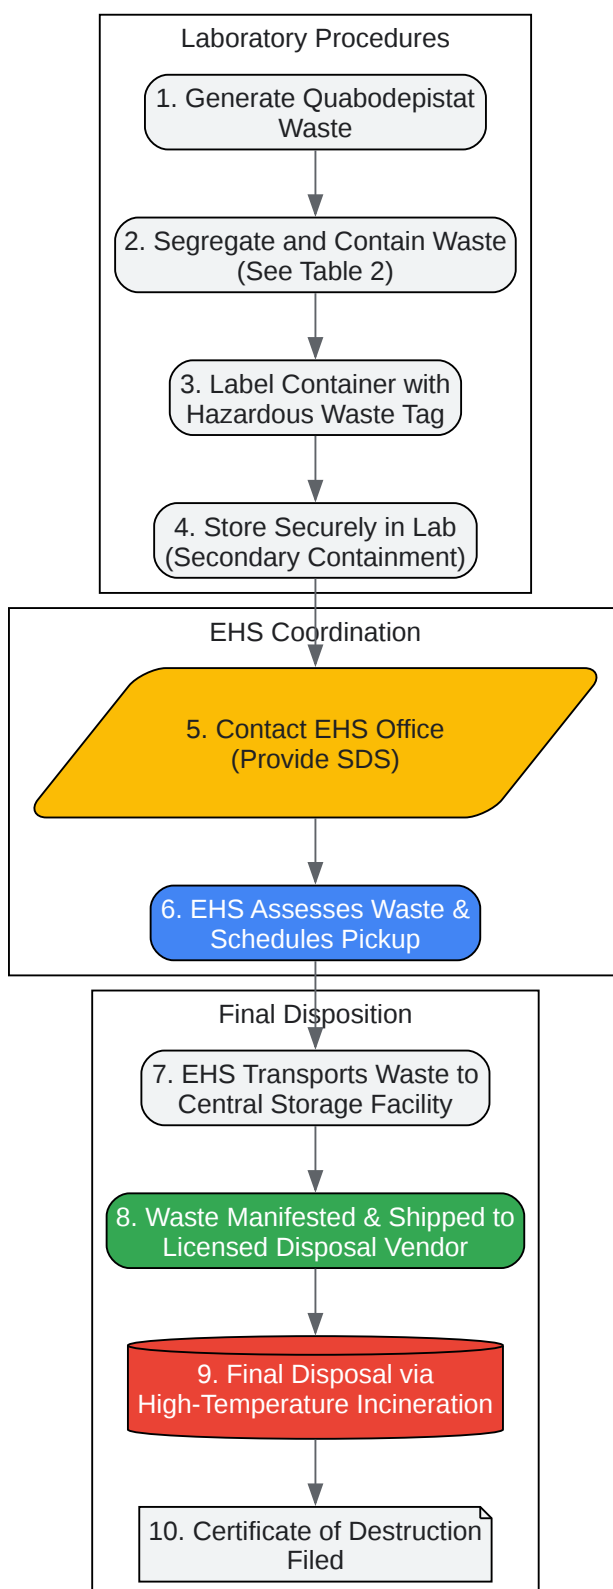 Laboratory Procedures
1. Generate Quabodepistat
Waste
2. Segregate and Contain Waste
(See Table 2)
3. Label Container with
Hazardous Waste Tag
4. Store Securely in Lab
(Secondary Containment)
EHS Coordination
5. Contact EHS Office
(Provide SDS)
6. EHS Assesses Waste &
Schedules Pickup
Final Disposition
7. EHS Transports Waste to
Central Storage Facility
8. Waste Manifested & Shipped to
Licensed Disposal Vendor
9. Final Disposal via
High-Temperature Incineration
10. Certificate of Destruction
Filed